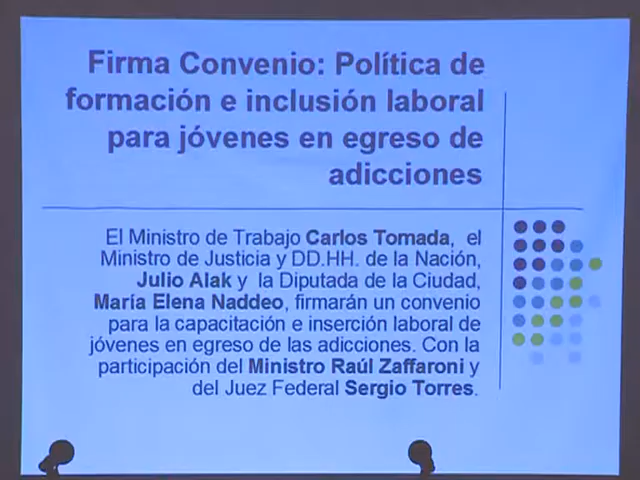 Firma Convenio: Política de
formación e inclusión laboral
para jóvenes en egreso de
adicciones
El Ministro de Trabajo Carlos Tomada, el
Ministro de Justicia y DD.HH. de la Nación,
Julio Alak y la Diputada de la Ciudad,
María Elena Naddeo, firmarán un convenio
para la capacitación e inserción laboral de
jóvenes en egreso de las adicciones. Con la
participación del Ministro Raúl Zaffaroni y
del Juez Federal Sergio Torres.